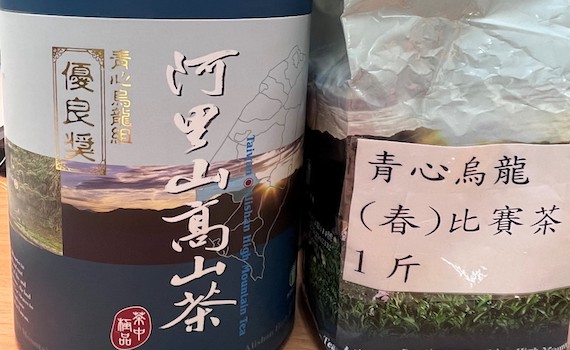 青心烏龍組
優良獎
阿里山高山茶
Taiwan Alishan High Mountain Tea
茶中極品
青心烏龍
(春)比賽茶
1斤